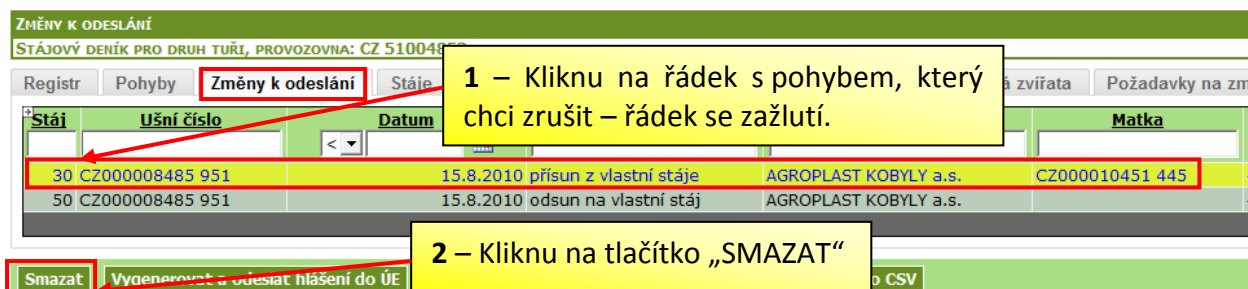 ZMĚNY K ODESLÁNÍ
STÁJOVÝ DENÍK PRO DRUH TUŘI, PROVOZOVNA: CZ 51004
Registr Pohyby Změny k odeslání Stáje á zvířata Požadavky na zm
1 – Kliknu na řádek s pohybem, který
chci zrušit – řádek se zažlutí.
Stáj Ušní číslo Datum Matka
<
30 CZ000008485 951 15.8.2010 přísun z vlastní stáje AGROPLAST KOBYLY a.s. CZ000010451 445
50 CZ000008485 951 15.8.2010 odsun na vlastní stáj AGROPLAST KOBYLY a.s.
2 – Kliknu na tlačítko „SMAZAT“
Smazat Vygenerovat a odeslat hlášení do ÚE o CSV